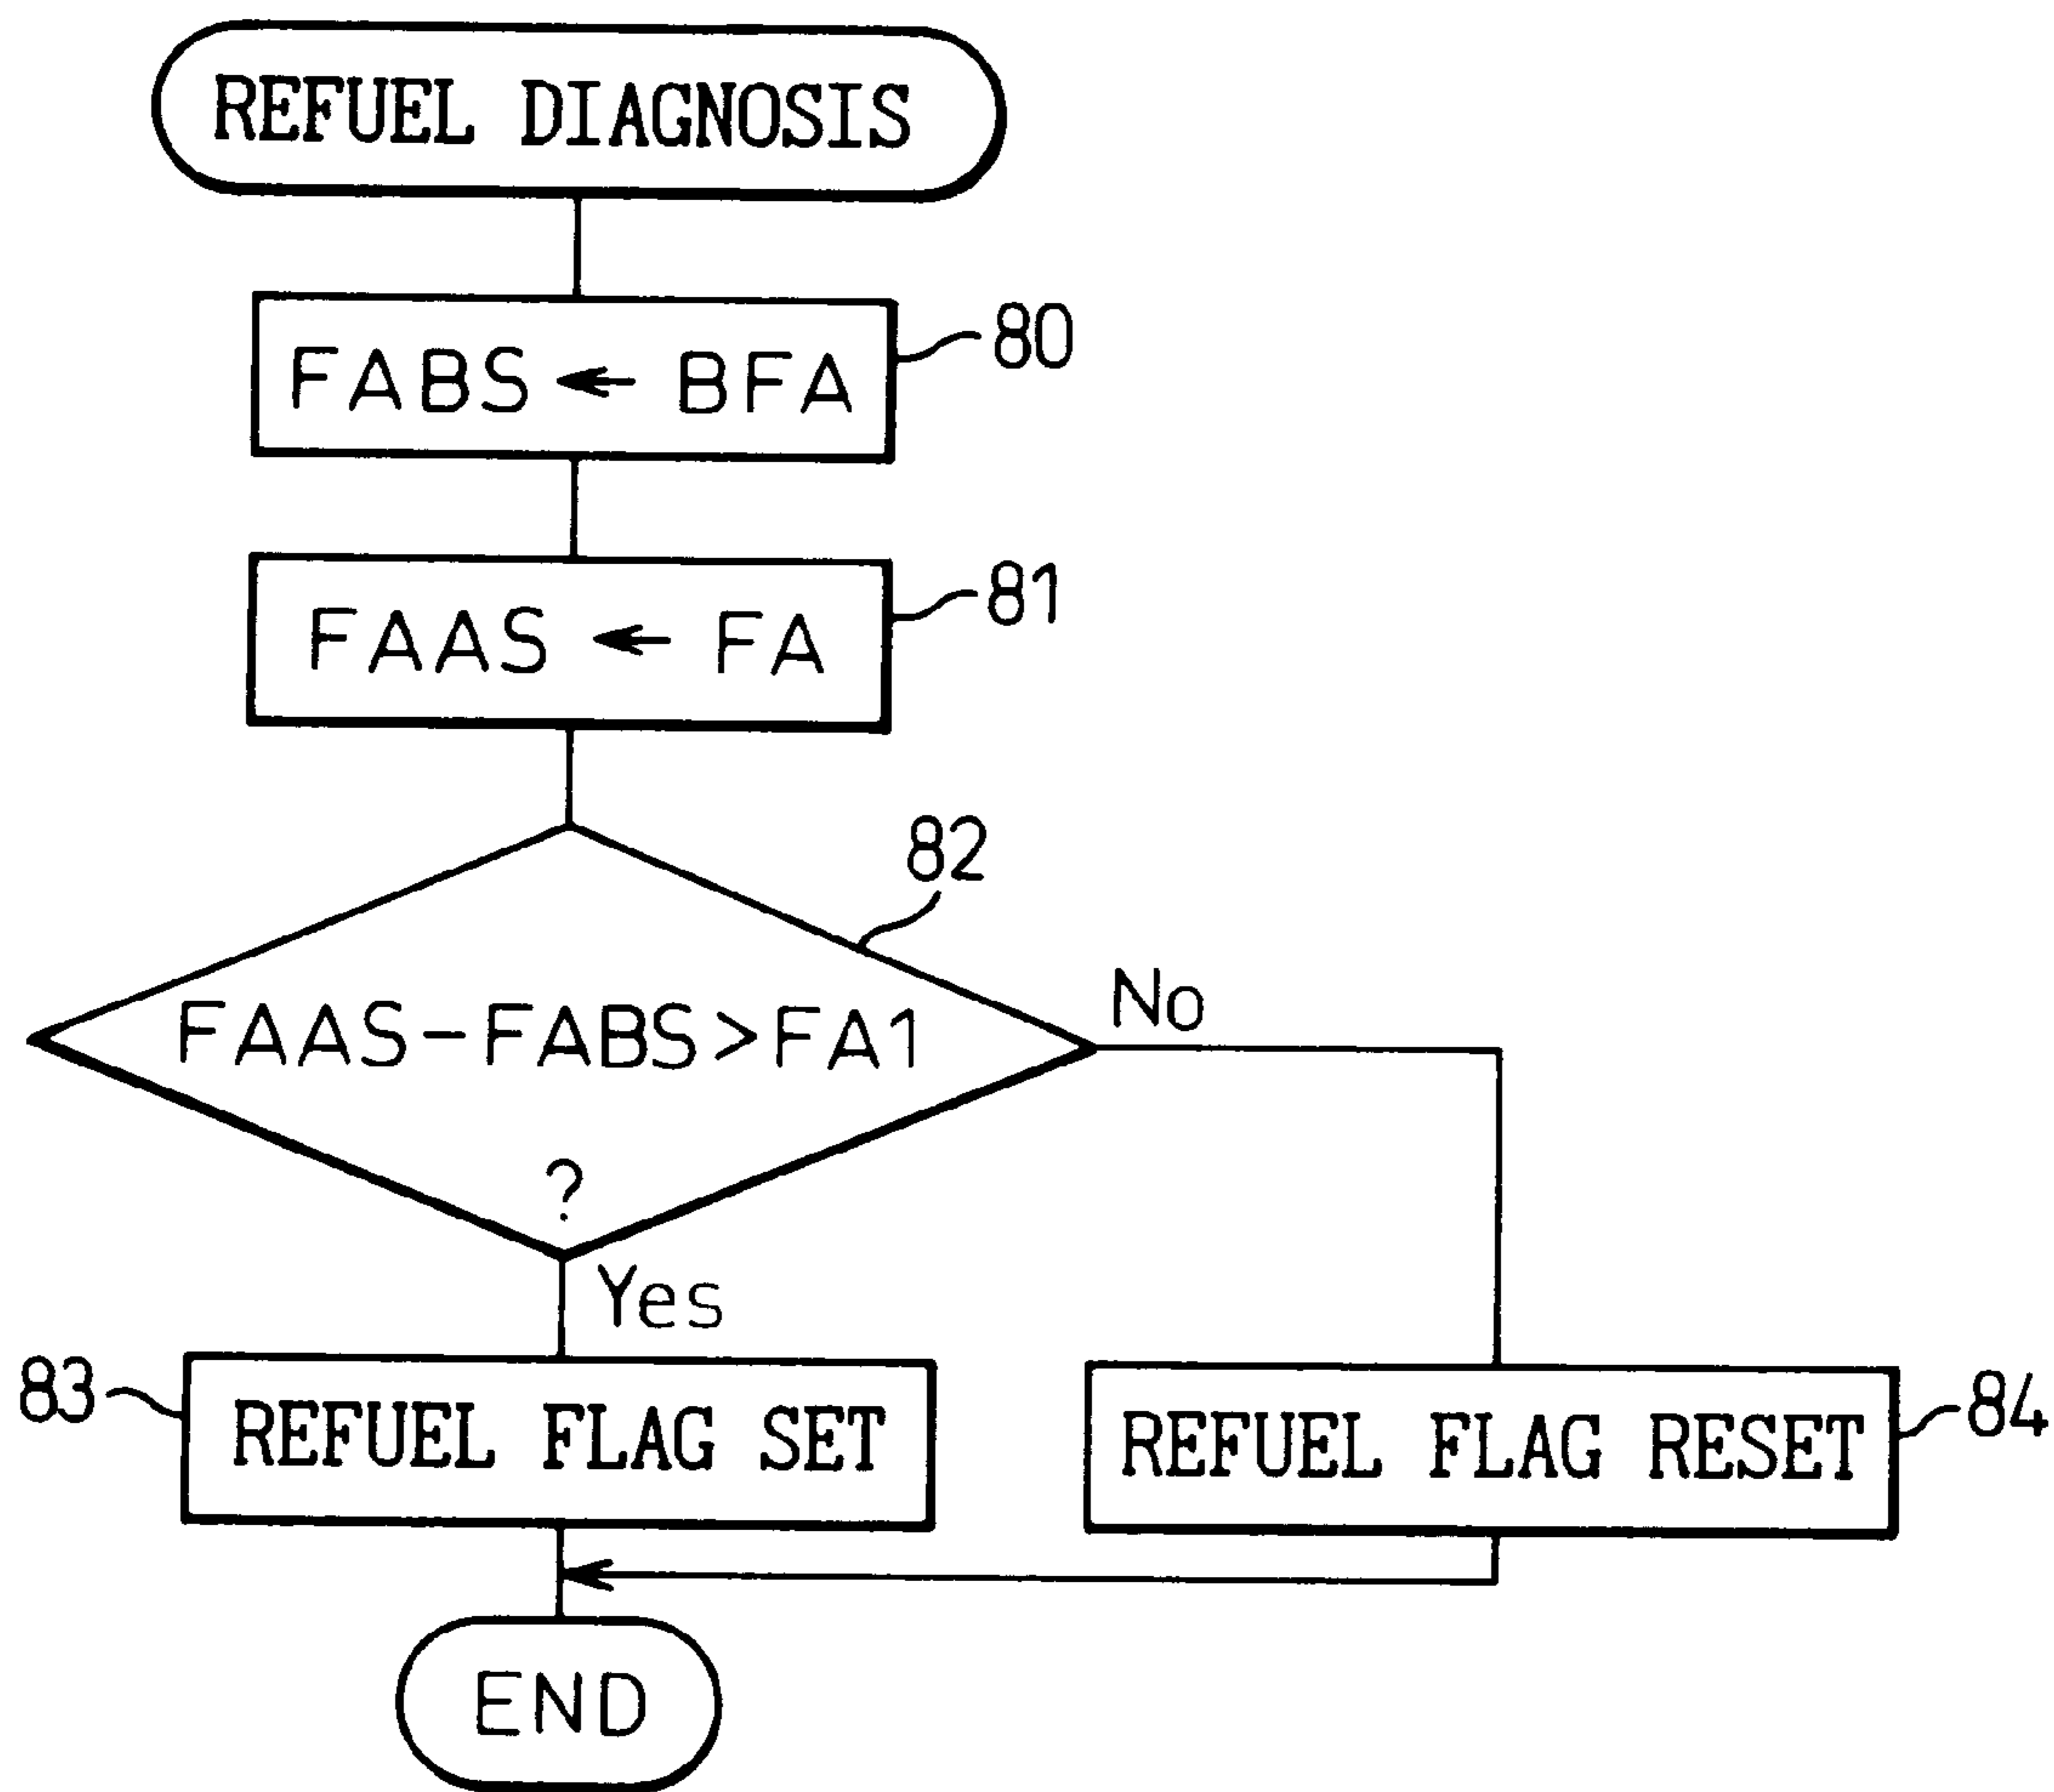 REFUEL DIAGNOSIS
FABS ← BFA
80
FAAS ← FA
81
82
FAAS-FABS>FA1
?
No
Yes
83
REFUEL FLAG SET
REFUEL FLAG RESET
84
END